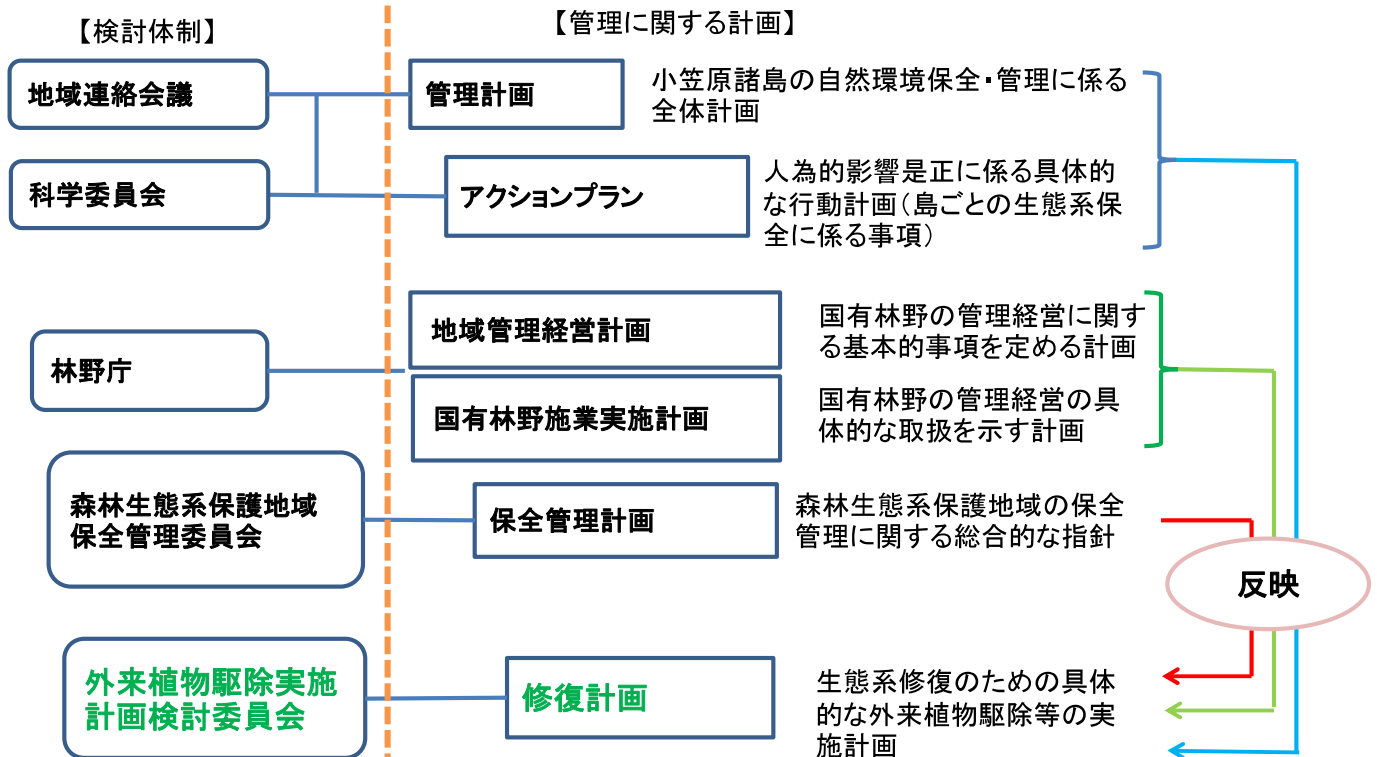 【検討体制】
【管理に関する計画】
地域連絡会議
管理計画
小笠原諸島の自然環境保全・管理に係る
全体計画
科学委員会
アクションプラン
人為的影響是正に係る具体的
な行動計画(島ごとの生態系保
全に係る事項)
林野庁
地域管理経営計画
国有林野の管理経営に関す
る基本的事項を定める計画
国有林野施業実施計画
国有林野の管理経営の具
体的な取扱を示す計画
森林生態系保護地域
保全管理委員会
保全管理計画
森林生態系保護地域の保全
管理に関する総合的な指針
反映
外来植物駆除実施
計画検討委員会
修復計画
生態系修復のための具体
的な外来植物駆除等の実
施計画